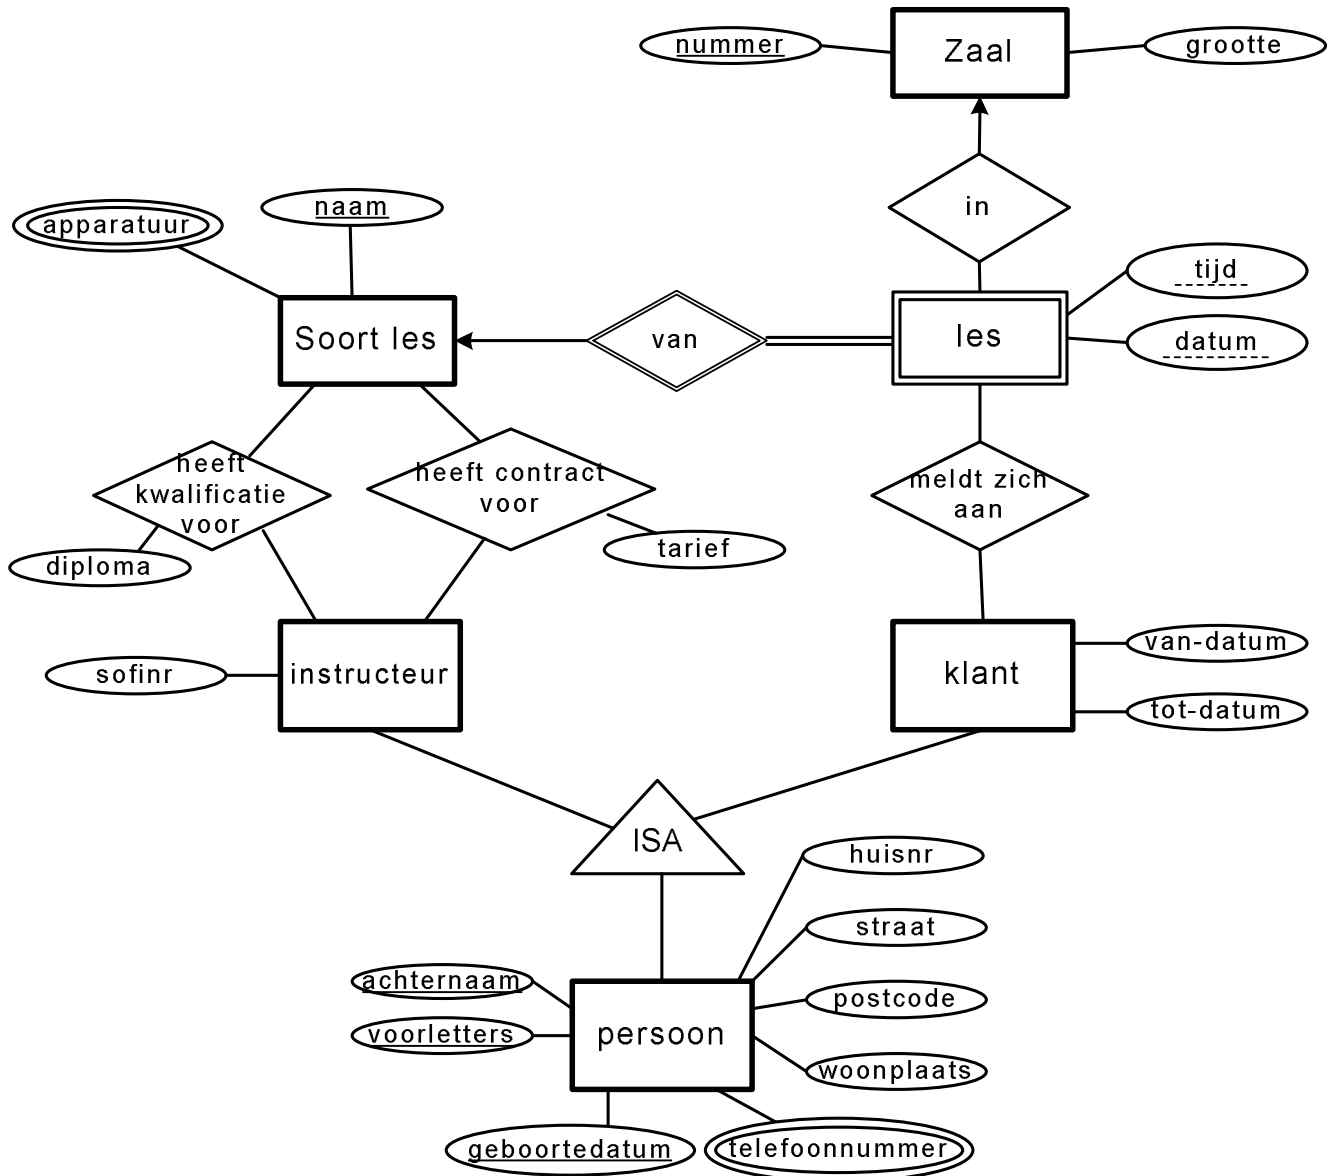 nummer
Zaal
grootte
in
apparatuur
naam
tijd
datum
Soort les
van
les
heeft
kwalificatie
voor
heeft contract
voor
meldt zich
aan
diploma
tarief
sofinr
instructeur
klant
van-datum
tot-datum
ISA
huisnr
straat
achternaam
voorletters
persoon
postcode
woonplaats
geboortedatum
telefoonnummer